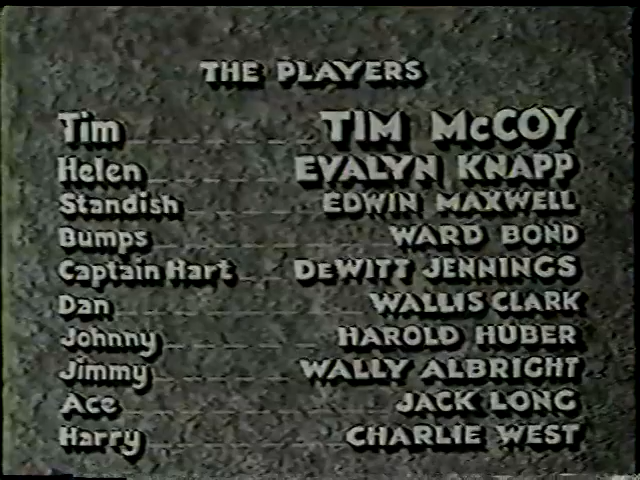 THE PLAYERS
Tim TIM McCOY
Helen EVALYN KNAPP
Standish EDWIN MAXWELL
Bumps WARD BOND
Captain Hart DEWITT JENNINGS
Dan WALLIS CLARK
Johnny HAROLD HUBER
Jimmy WALLY ALBRIGHT
Ace JACK LONG
Harry CHARLIE WEST